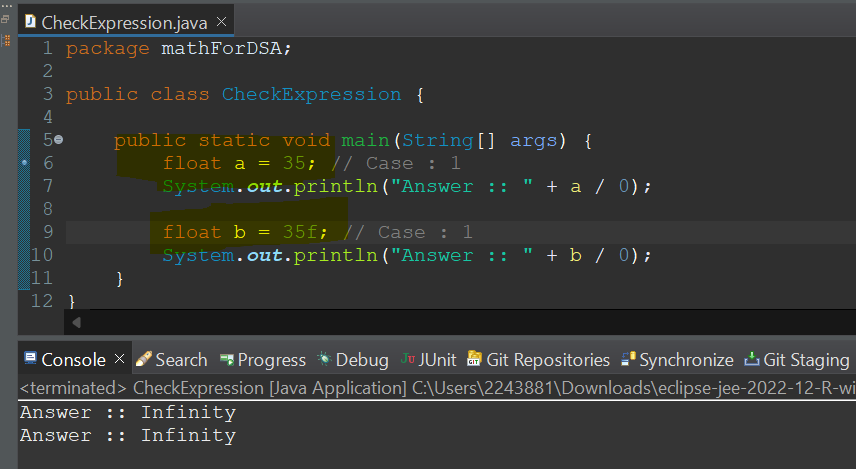 CheckExpression.java
1 package mathForDSA;
2
3 public class CheckExpression {
4
5 public static void main(String[] args) {
6 float a = 35; // Case : 1
7 System.out.println("Answer :: " + a / 0);
8
9 float b = 35f; // Case : 1
10 System.out.println("Answer :: " + b / 0);
11 }
12 }
Console Search Progress Debug JUnit Git Repositories Synchronize Git Staging
<terminated> CheckExpression [Java Application] C:\Users\2243881\Downloads\eclipse-jee-2022-12-R-wi
Answer :: Infinity
Answer :: Infinity